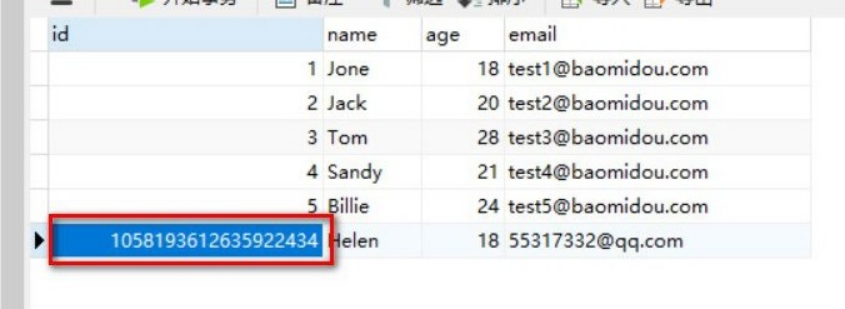 id name age email
1 Jone 18 test1@baomidou.com
2 Jack 20 test2@baomidou.com
3 Tom 28 test3@baomidou.com
4 Sandy 21 test4@baomidou.com
5 Billie 24 test5@baomidou.com
1058193612635922434 Helen 18 55317332@qq.com